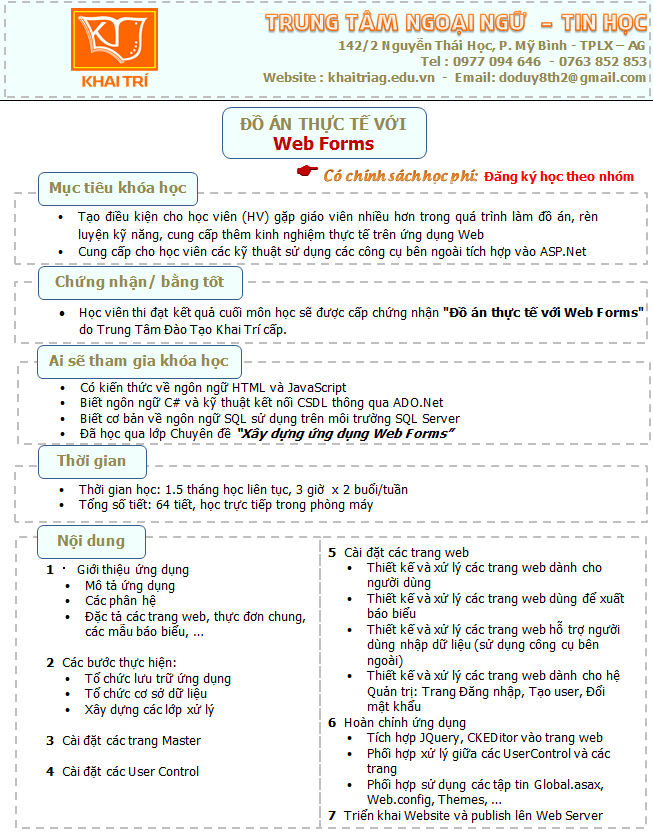 KHAI TRÍ
TRUNG TÂM NGOẠI NGỮ – TIN HỌC
142/2 Nguyễn Thái Học, P. Mỹ Bình - TPLX – AG
Tel : 0977 094 646 - 0763 852 853
Website : khaitriag.edu.vn - Email: doduy8th2@gmail.com
ĐỒ ÁN THỰC TẾ VỚI
Web Forms
Có chính sách học phí: Đăng ký học theo nhóm
Mục tiêu khóa học
• Tạo điều kiện cho học viên (HV) gặp giáo viên nhiều hơn trong quá trình làm đồ án, rèn
luyện kỹ năng, cung cấp thêm kinh nghiệm thực tế trên ứng dụng Web
• Cung cấp cho học viên các kỹ thuật sử dụng các công cụ bên ngoài tích hợp vào ASP.Net
Chứng nhận/ bằng tốt
• Học viên thi đạt kết quả cuối môn học sẽ được cấp chứng nhận "Đồ án thực tế với Web Forms"
do Trung Tâm Đào Tạo Khai Trí cấp.
Ai sẽ tham gia khóa học
• Có kiến thức về ngôn ngữ HTML và JavaScript
• Biết ngôn ngữ C# và kỹ thuật kết nối CSDL thông qua ADO.Net
• Biết cơ bản về ngôn ngữ SQL sử dụng trên môi trường SQL Server
• Đã học qua lớp Chuyên đề "Xây dựng ứng dụng Web Forms”
Thời gian
• Thời gian học: 1.5 tháng học liên tục, 3 giờ x 2 buổi/tuần
• Tổng số tiết: 64 tiết, học trực tiếp trong phòng máy
Nội dung
1 · Giới thiệu ứng dụng
• Mô tả ứng dụng
• Các phân hệ
• Đặc tả các trang web, thực đơn chung,
các mẫu báo biểu, ...
2 Các bước thực hiện:
• Tổ chức lưu trữ ứng dụng
• Tổ chức cơ sở dữ liệu
• Xây dựng các lớp xử lý
3 Cài đặt các trang Master
4 Cài đặt các User Control
5 Cài đặt các trang web
• Thiết kế và xử lý các trang web dành cho
người dùng
• Thiết kế và xử lý các trang web dùng để xuất
báo biểu
• Thiết kế và xử lý các trang web hỗ trợ người
dùng nhập dữ liệu (sử dụng công cụ bên
ngoài)
• Thiết kế và xử lý các trang web dành cho hệ
Quản trị: Trang Đăng nhập, Tạo user, Đổi
mật khẩu
6 Hoàn chỉnh ứng dụng
• Tích hợp JQuery, CKEDitor vào trang web
• Phối hợp xử lý giữa các UserControl và các
trang
• Phối hợp sử dụng các tập tin Global.asax,
Web.config, Themes, ...
7 Triển khai Website và publish lên Web Server